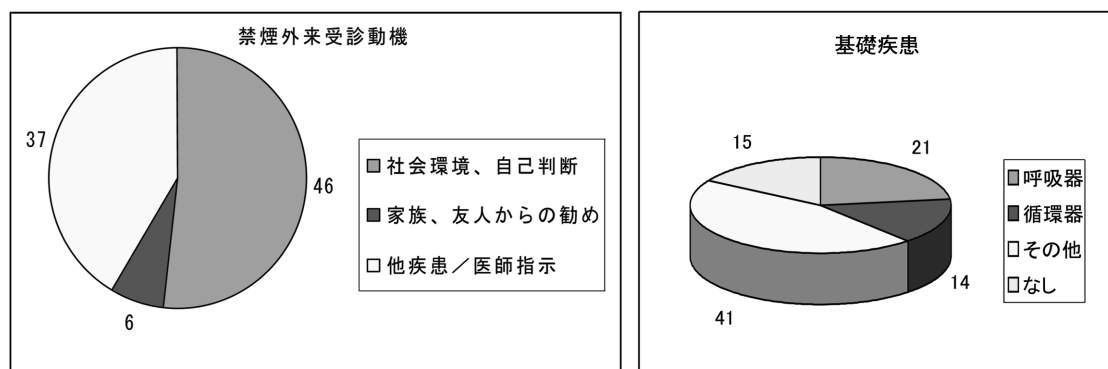 禁煙外来受診動機
37
46
6
社会環境、自己判断
家族、友人からの勧め
他疾患／医師指示
基礎疾患
15
21
41
14
呼吸器
循環器
その他
なし